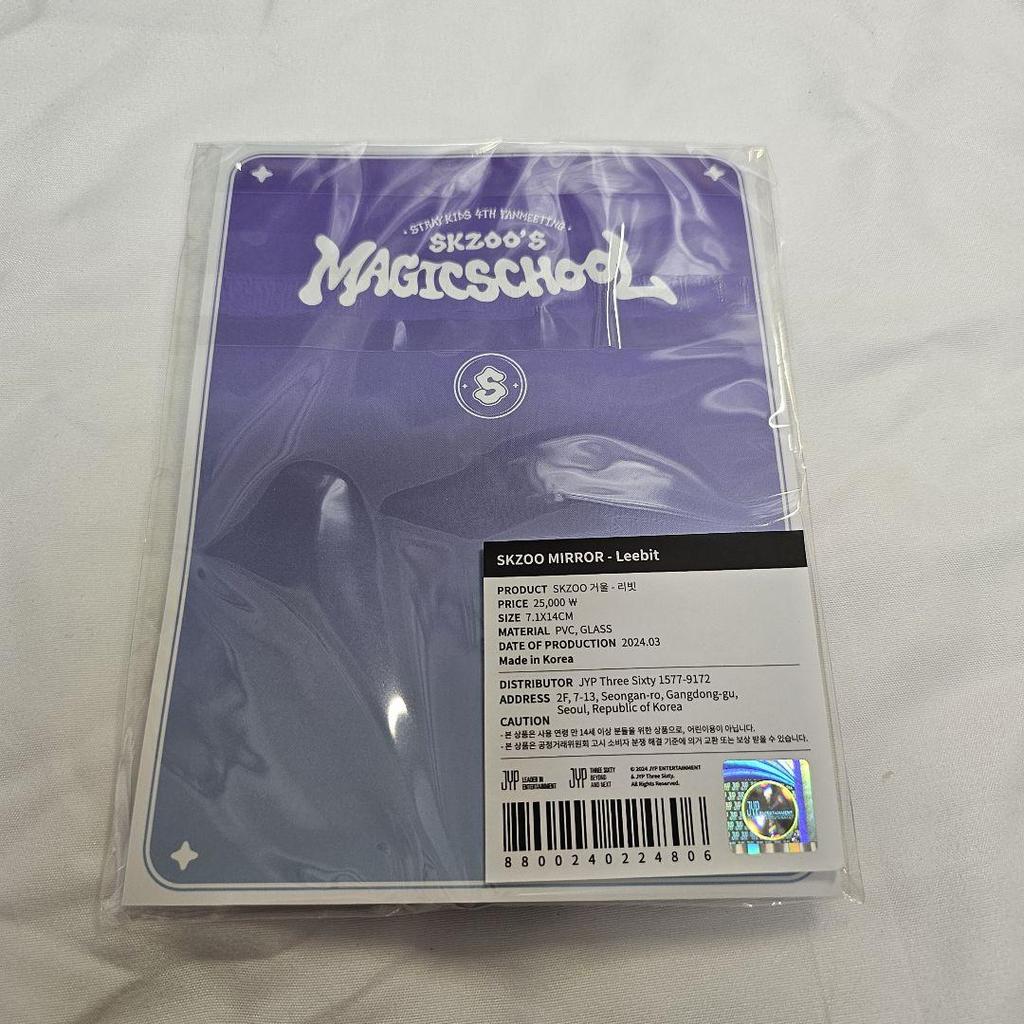 · STRAY KIDS 4TH FANMEETING ·
SKZOO'S
MAGICSCHOOL
S
SKZOO MIRROR - Leebit
PRODUCT SKZOO 거울 - 리빗
PRICE 25,000 ₩
SIZE 7.1X14CM
MATERIAL PVC, GLASS
DATE OF PRODUCTION 2024.03
Made in Korea
DISTRIBUTOR JYP Three Sixty 1577-9172
ADDRESS 2F, 7-13, Seongan-ro, Gangdong-gu,
Seoul, Republic of Korea
CAUTION
- 본 상품은 사용 연령 만 14세 이상 분들을 위한 상품으로, 어린이용이 아닙니다.
- 본 상품은 공정거래위원회 고시 소비자 분쟁 해결 기준에 의거 교환 또는 보상 받을 수 있습니다.
JYP LEADER IN ENTERTAINMENT
JYP THREE SIXTY BEYOND AND NEXT
© 2024 JYP ENTERTAINMENT
& JYP Three Sixty.
All Rights Reserved.
JYP ENTERTAINMENT
8800240224806